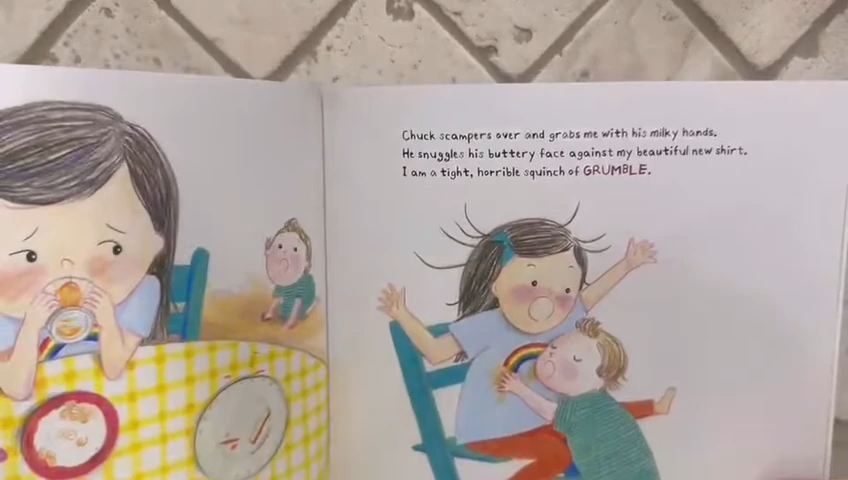 Chuck scampers over and grabs me with his milky hands.
He snuggles his buttery face against my beautiful new shirt.
I am a tight, horrible squinch of GRUMBLE.